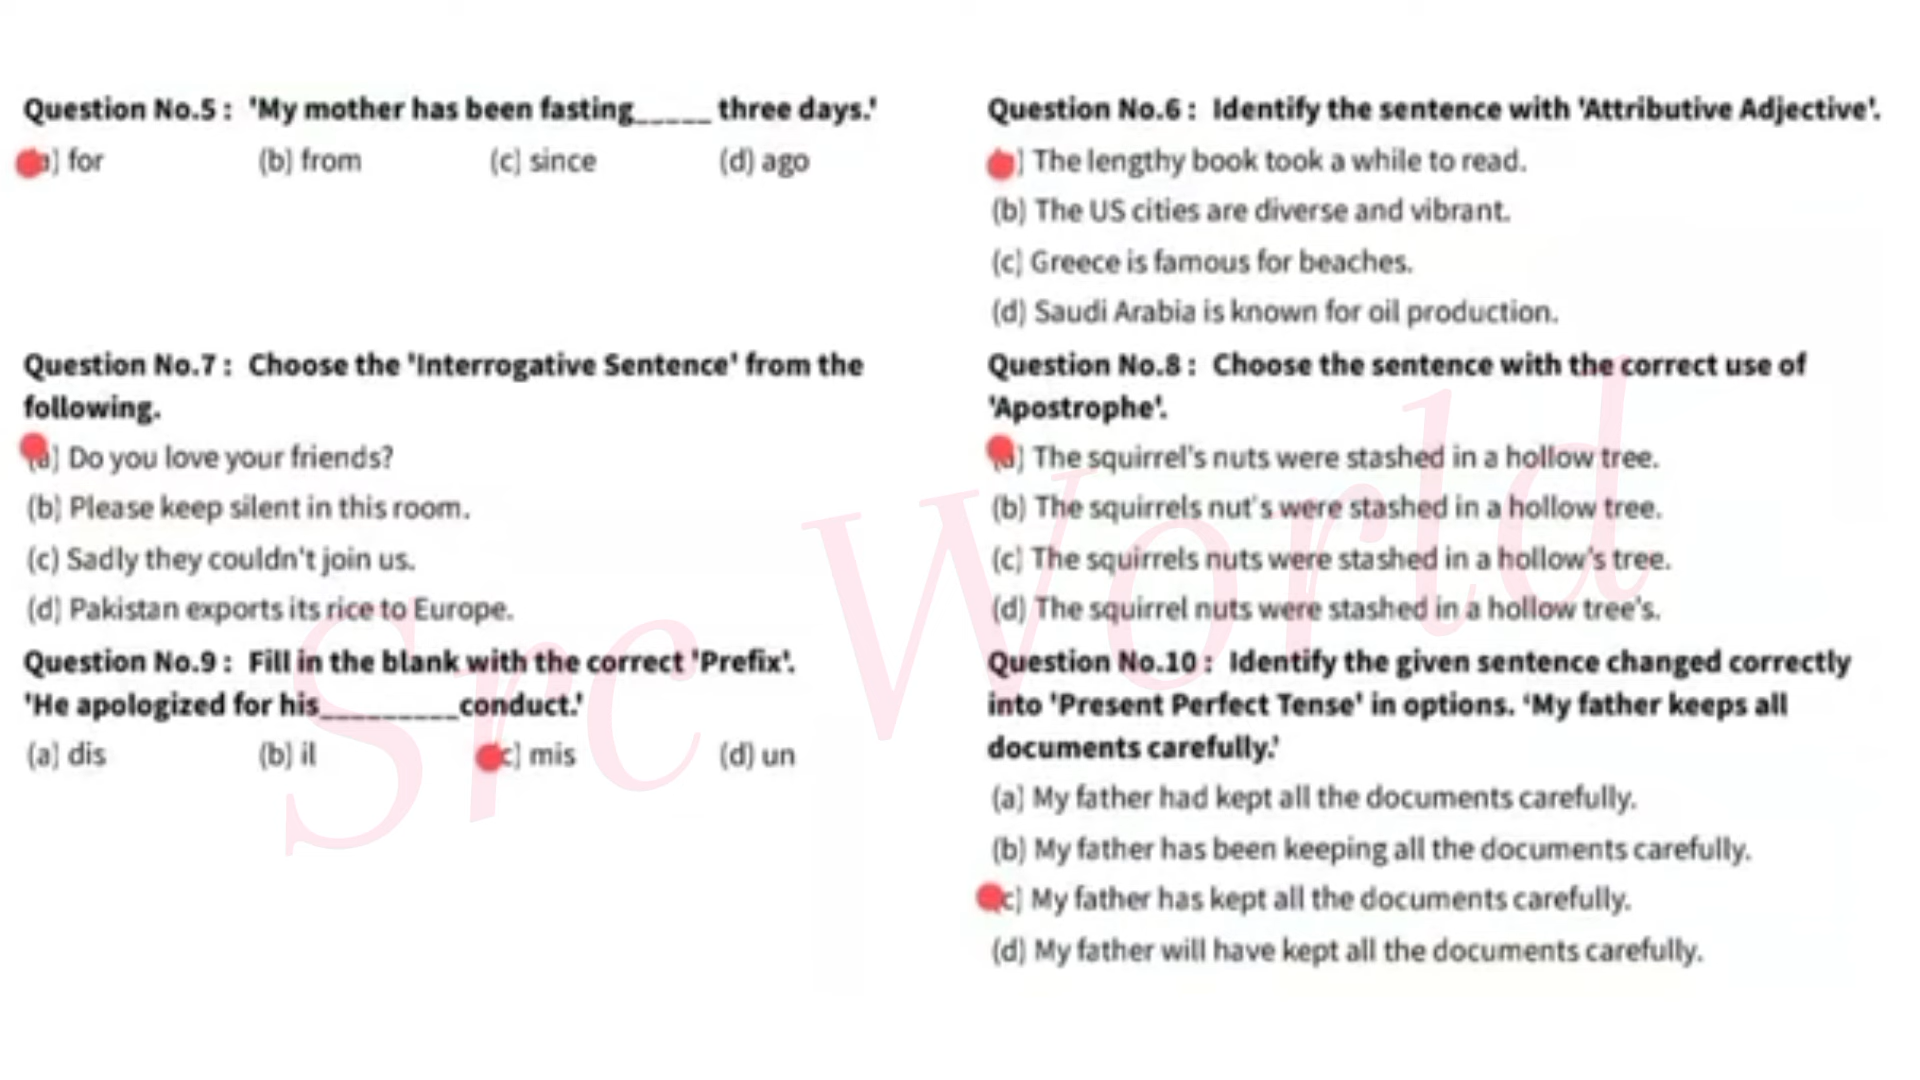 Question No.5 : 'My mother has been fasting_____ three days.'
a) for (b) from (c) since (d) ago
Question No.6 : Identify the sentence with 'Attributive Adjective'.
) The lengthy book took a while to read.
(b) The US cities are diverse and vibrant.
(c) Greece is famous for beaches.
(d) Saudi Arabia is known for oil production.
Question No.7 : Choose the 'Interrogative Sentence' from the
following.
(a) Do you love your friends?
(b) Please keep silent in this room.
(c) Sadly they couldn't join us.
(d) Pakistan exports its rice to Europe.
Question No.8 : Choose the sentence with the correct use of
'Apostrophe'.
(a) The squirrel's nuts were stashed in a hollow tree.
(b) The squirrels nut's were stashed in a hollow tree.
(c) The squirrels nuts were stashed in a hollow's tree.
(d) The squirrel nuts were stashed in a hollow tree's.
Question No.9 : Fill in the blank with the correct 'Prefix'.
'He apologized for his_________conduct.'
(a) dis (b) il c) mis (d) un
Question No.10 : Identify the given sentence changed correctly
into 'Present Perfect Tense' in options. ‘My father keeps all
documents carefully.’
(a) My father had kept all the documents carefully.
(b) My father has been keeping all the documents carefully.
c) My father has kept all the documents carefully.
(d) My father will have kept all the documents carefully.
Src World